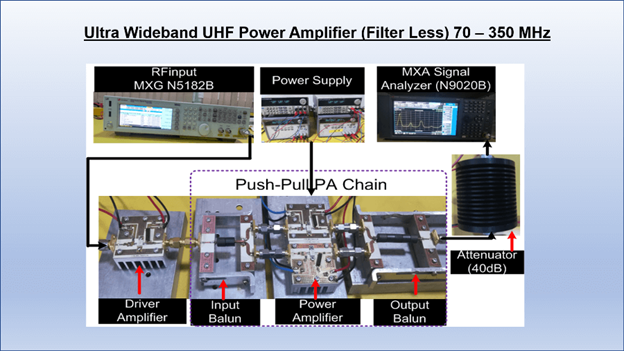 Ultra Wideband UHF Power Amplifier (Filter Less) 70 – 350 MHz
RFinput
MXG N5182B
Power Supply
MXA Signal
Analyzer (N9020B)
Push-Pull PA Chain
Attenuator
(40dB)
Driver
Amplifier
Input
Balun
Power
Amplifier
Output
Balun